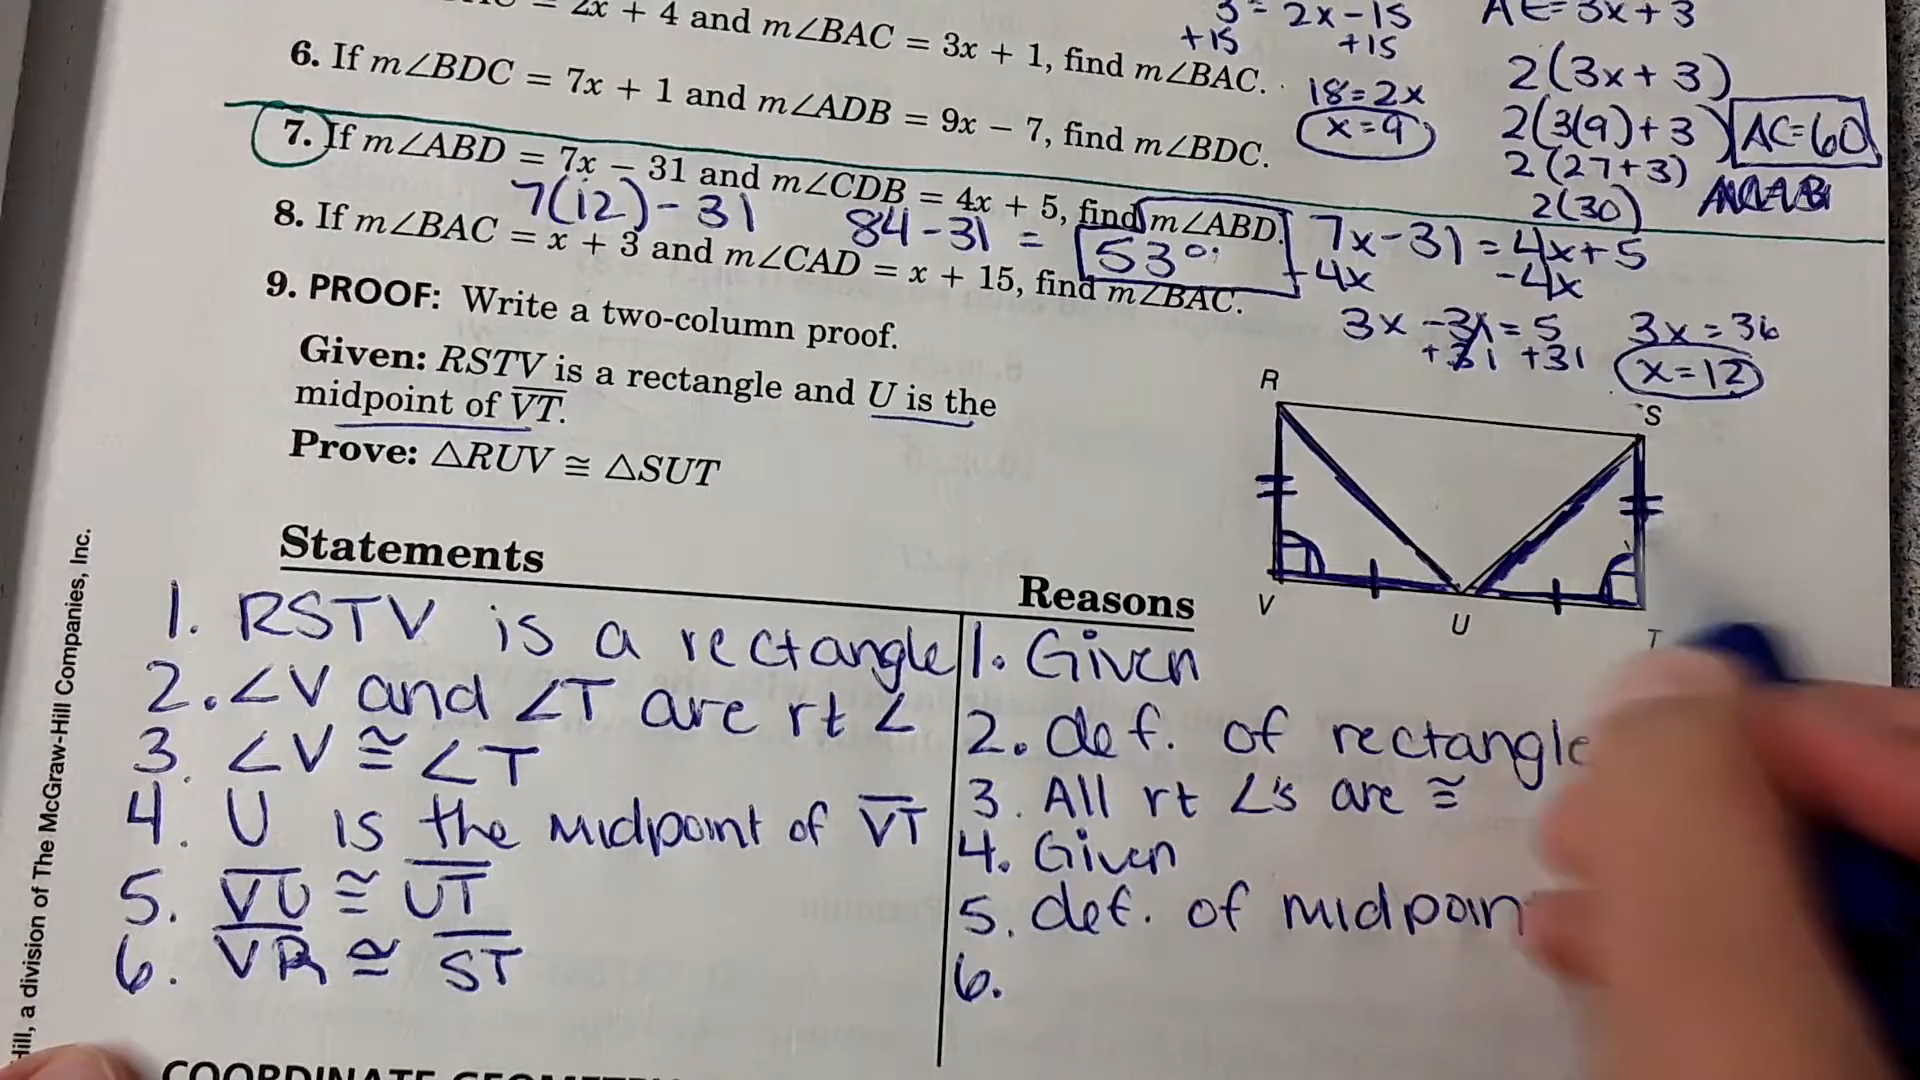 = 2x + 4 and m∠BAC = 3x + 1, find m∠BAC.
6. If m∠BDC = 7x + 1 and m∠ADB = 9x − 7, find m∠BDC.
7. If m∠ABD = 7x − 31 and m∠CDB = 4x + 5, find m∠ABD.
7(12) - 31 84 - 31 = 53°
8. If m∠BAC = x + 3 and m∠CAD = x + 15, find m∠BAC.
9. PROOF: Write a two-column proof.
Given: RSTV is a rectangle and U is the
midpoint of V̅T̅.
Prove: △RUV ≅ △SUT
3 = 2x - 15
+15 +15
18 = 2x
x = 9
AE = 3x + 3
2(3x + 3)
2(3(9) + 3)
2(27 + 3)
2(30)
AC = 60
7x - 31 = 4x + 5
-4x -4x
3x - 31 = 5
+31 +31
3x = 36
x = 12
R
S
V
U
T
Statements
Reasons
1. RSTV is a rectangle
1. Given
2. ∠V and ∠T are rt ∠
2. def. of rectangle
3. ∠V ≅ ∠T
3. All rt ∠'s are ≅
4. U is the midpoint of V̅T̅
4. Given
5. V̅U̅ ≅ U̅T̅
5. def. of midpoin
6. V̅R̅ ≅ S̅T̅
6.
Hill, a division of The McGraw-Hill Companies, Inc.
COORDINATE GEOMETRY